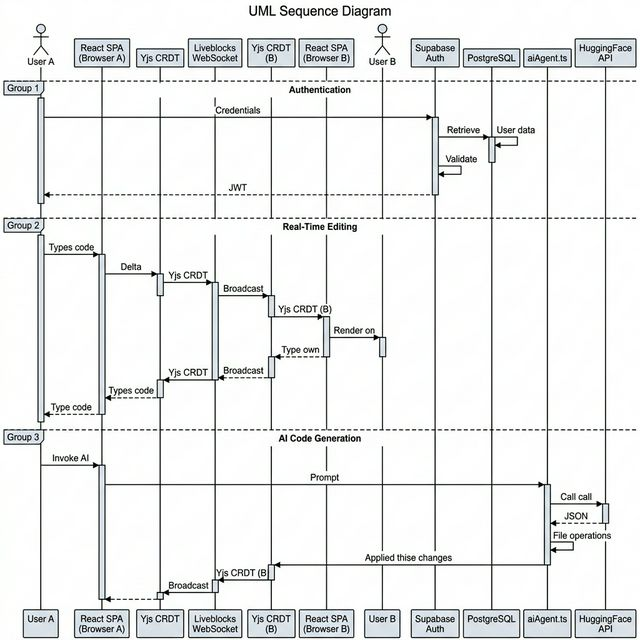 UML Sequence Diagram
User A
React SPA
(Browser A)
Yjs CRDT
Liveblocks
WebSocket
Yjs CRDT
(B)
React SPA
(Browser B)
User B
Supabase
Auth
PostgreSQL
aiAgent.ts
HuggingFace
API
Group 1
Authentication
Credentials
Retrieve
User data
Validate
JWT
Group 2
Real-Time Editing
Types code
Delta
Yjs CRDT
Broadcast
Yjs CRDT (B)
Render on
Type own
Broadcast
Yjs CRDT
Types code
Type code
Group 3
AI Code Generation
Invoke AI
Prompt
Call call
JSON
File operations
Applied thise changes
Yjs CRDT (B
Broadcast
User A
React SPA
(Browser A)
Yjs CRDT
Liveblocks
WebSocket
Yjs CRDT
(B)
React SPA
(Browser B)
User B
Supabase
Auth
PostgreSQL
aiAgent.ts
HuggingFace
API